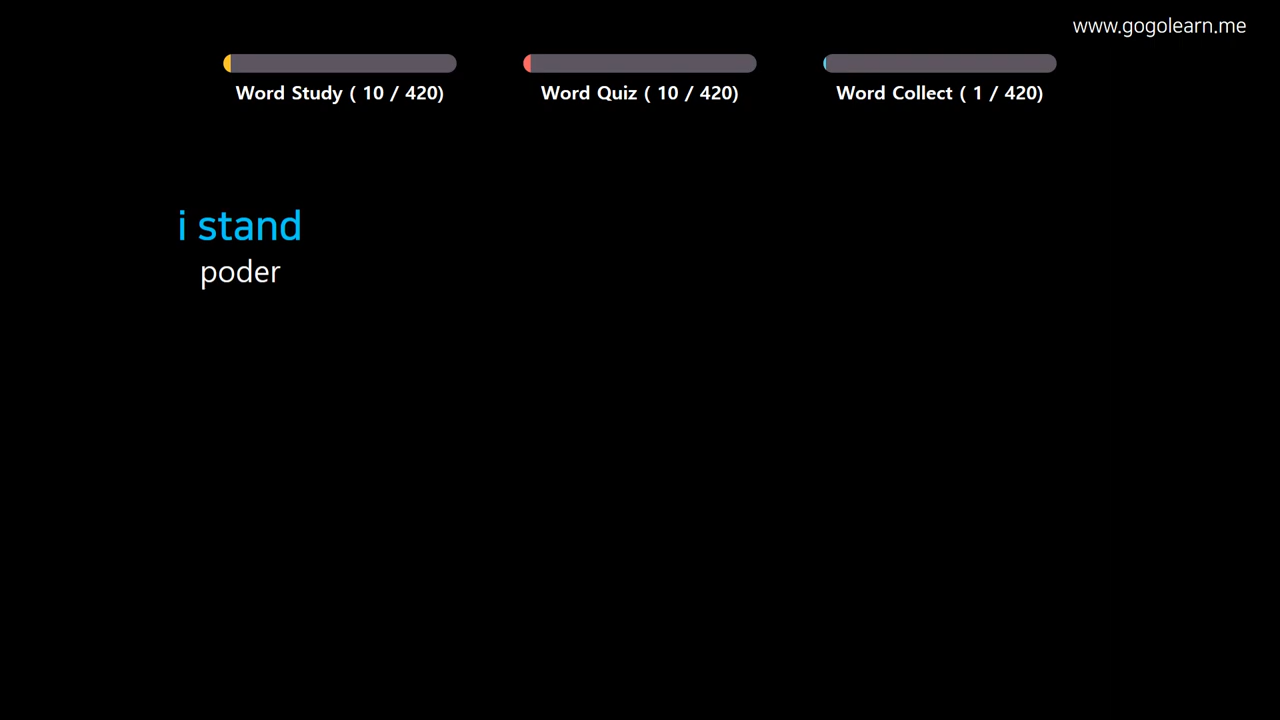 www.gogolearn.me
Word Study ( 10 / 420)
Word Quiz ( 10 / 420)
Word Collect ( 1 / 420)
i stand
poder